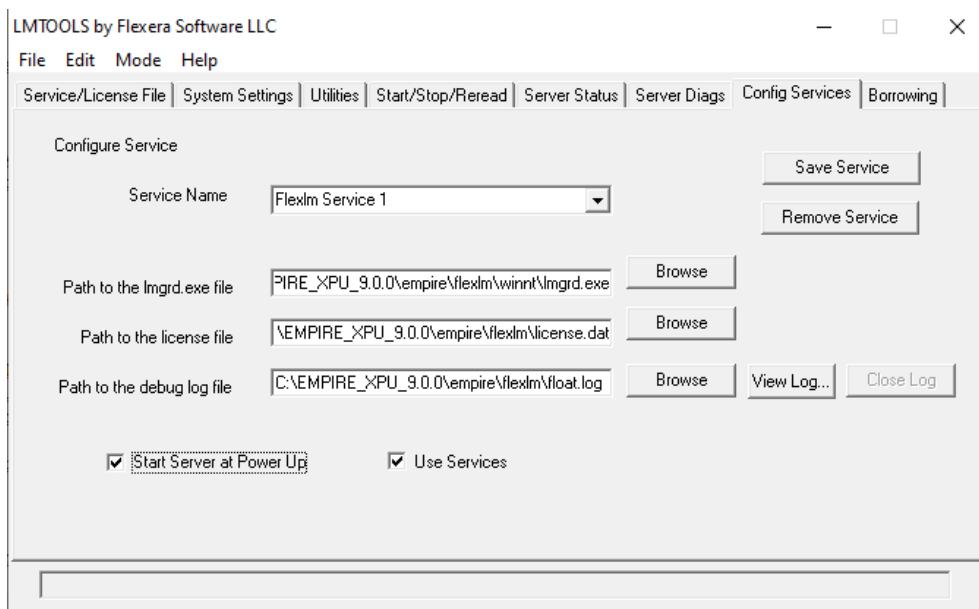 LMTOOLS by Flexera Software LLC
File Edit Mode Help
Service/License File System Settings Utilities Start/Stop/Reread Server Status Server Diags Config Services Borrowing
Configure Service
Save Service
Service Name Flexlm Service 1
Remove Service
Path to the lmgrd.exe file PIRE_XPU_9.0.0\empire\flexlm\winnt\lmgrd.exe Browse
Path to the license file \EMPIRE_XPU_9.0.0\empire\flexlm\license.dat Browse
Path to the debug log file C:\EMPIRE_XPU_9.0.0\empire\flexlm\float.log Browse View Log... Close Log
Start Server at Power Up Use Services